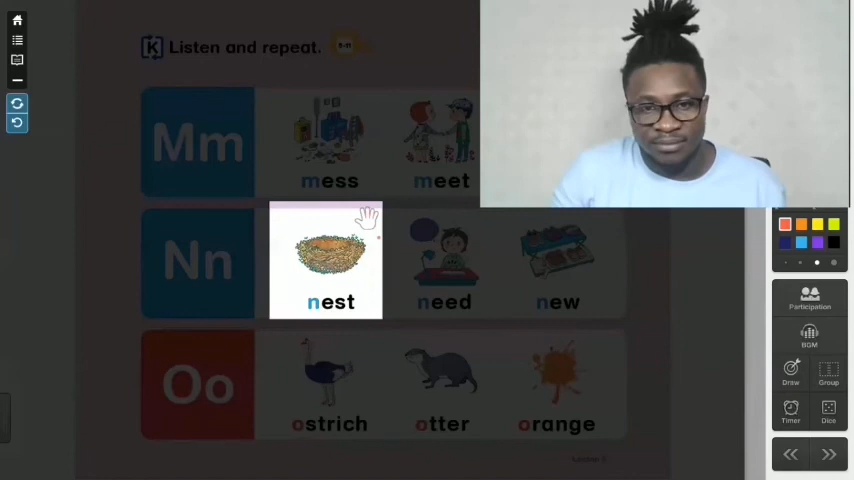 K Listen and repeat.
Mm
mess
meet
Nn
nest
need
new
Oo
ostrich
otter
orange
Participation
BGM
Draw
Group
Timer
Dice